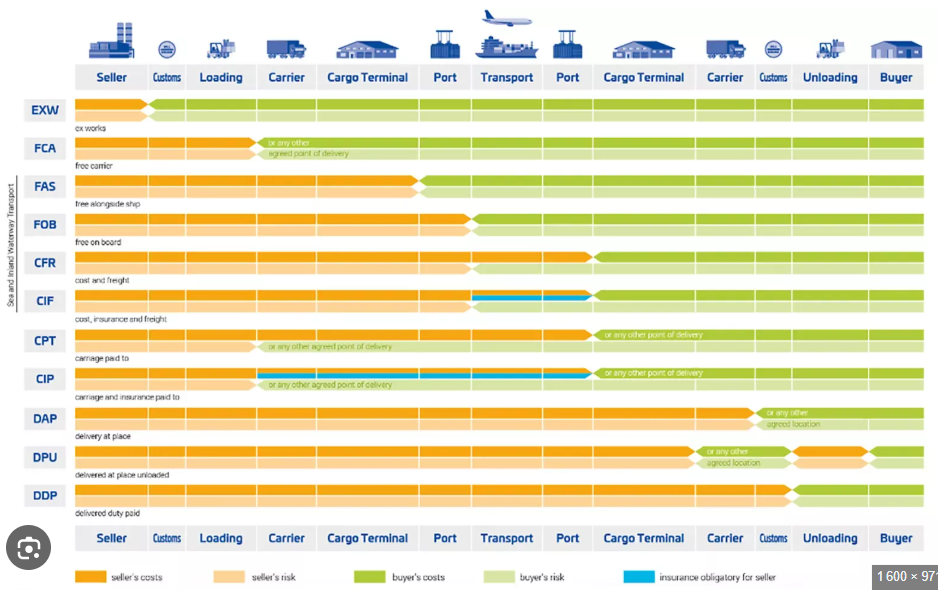 Seller Customs Loading Carrier Cargo Terminal Port Transport Port Cargo Terminal Carrier Customs Unloading Buyer
EXW
ex works
FCA
or any other
agreed point of delivery
free carrier
Sea and Inland Waterway Transport
FAS
free alongside ship
FOB
free on board
CFR
cost and freight
CIF
cost, insurance and freight
CPT
or any other point of delivery
or any other agreed point of delivery
carriage paid to
CIP
or any other point of delivery
or any other agreed point of delivery
carriage and insurance paid to
DAP
or any other
agreed location
delivery at place
DPU
or any other
agreed location
delivered at place unloaded
DDP
delivered duty paid
Seller Customs Loading Carrier Cargo Terminal Port Transport Port Cargo Terminal Carrier Customs Unloading Buyer
seller's costs seller's risk buyer's costs buyer's risk insurance obligatory for seller
1 600 × 97